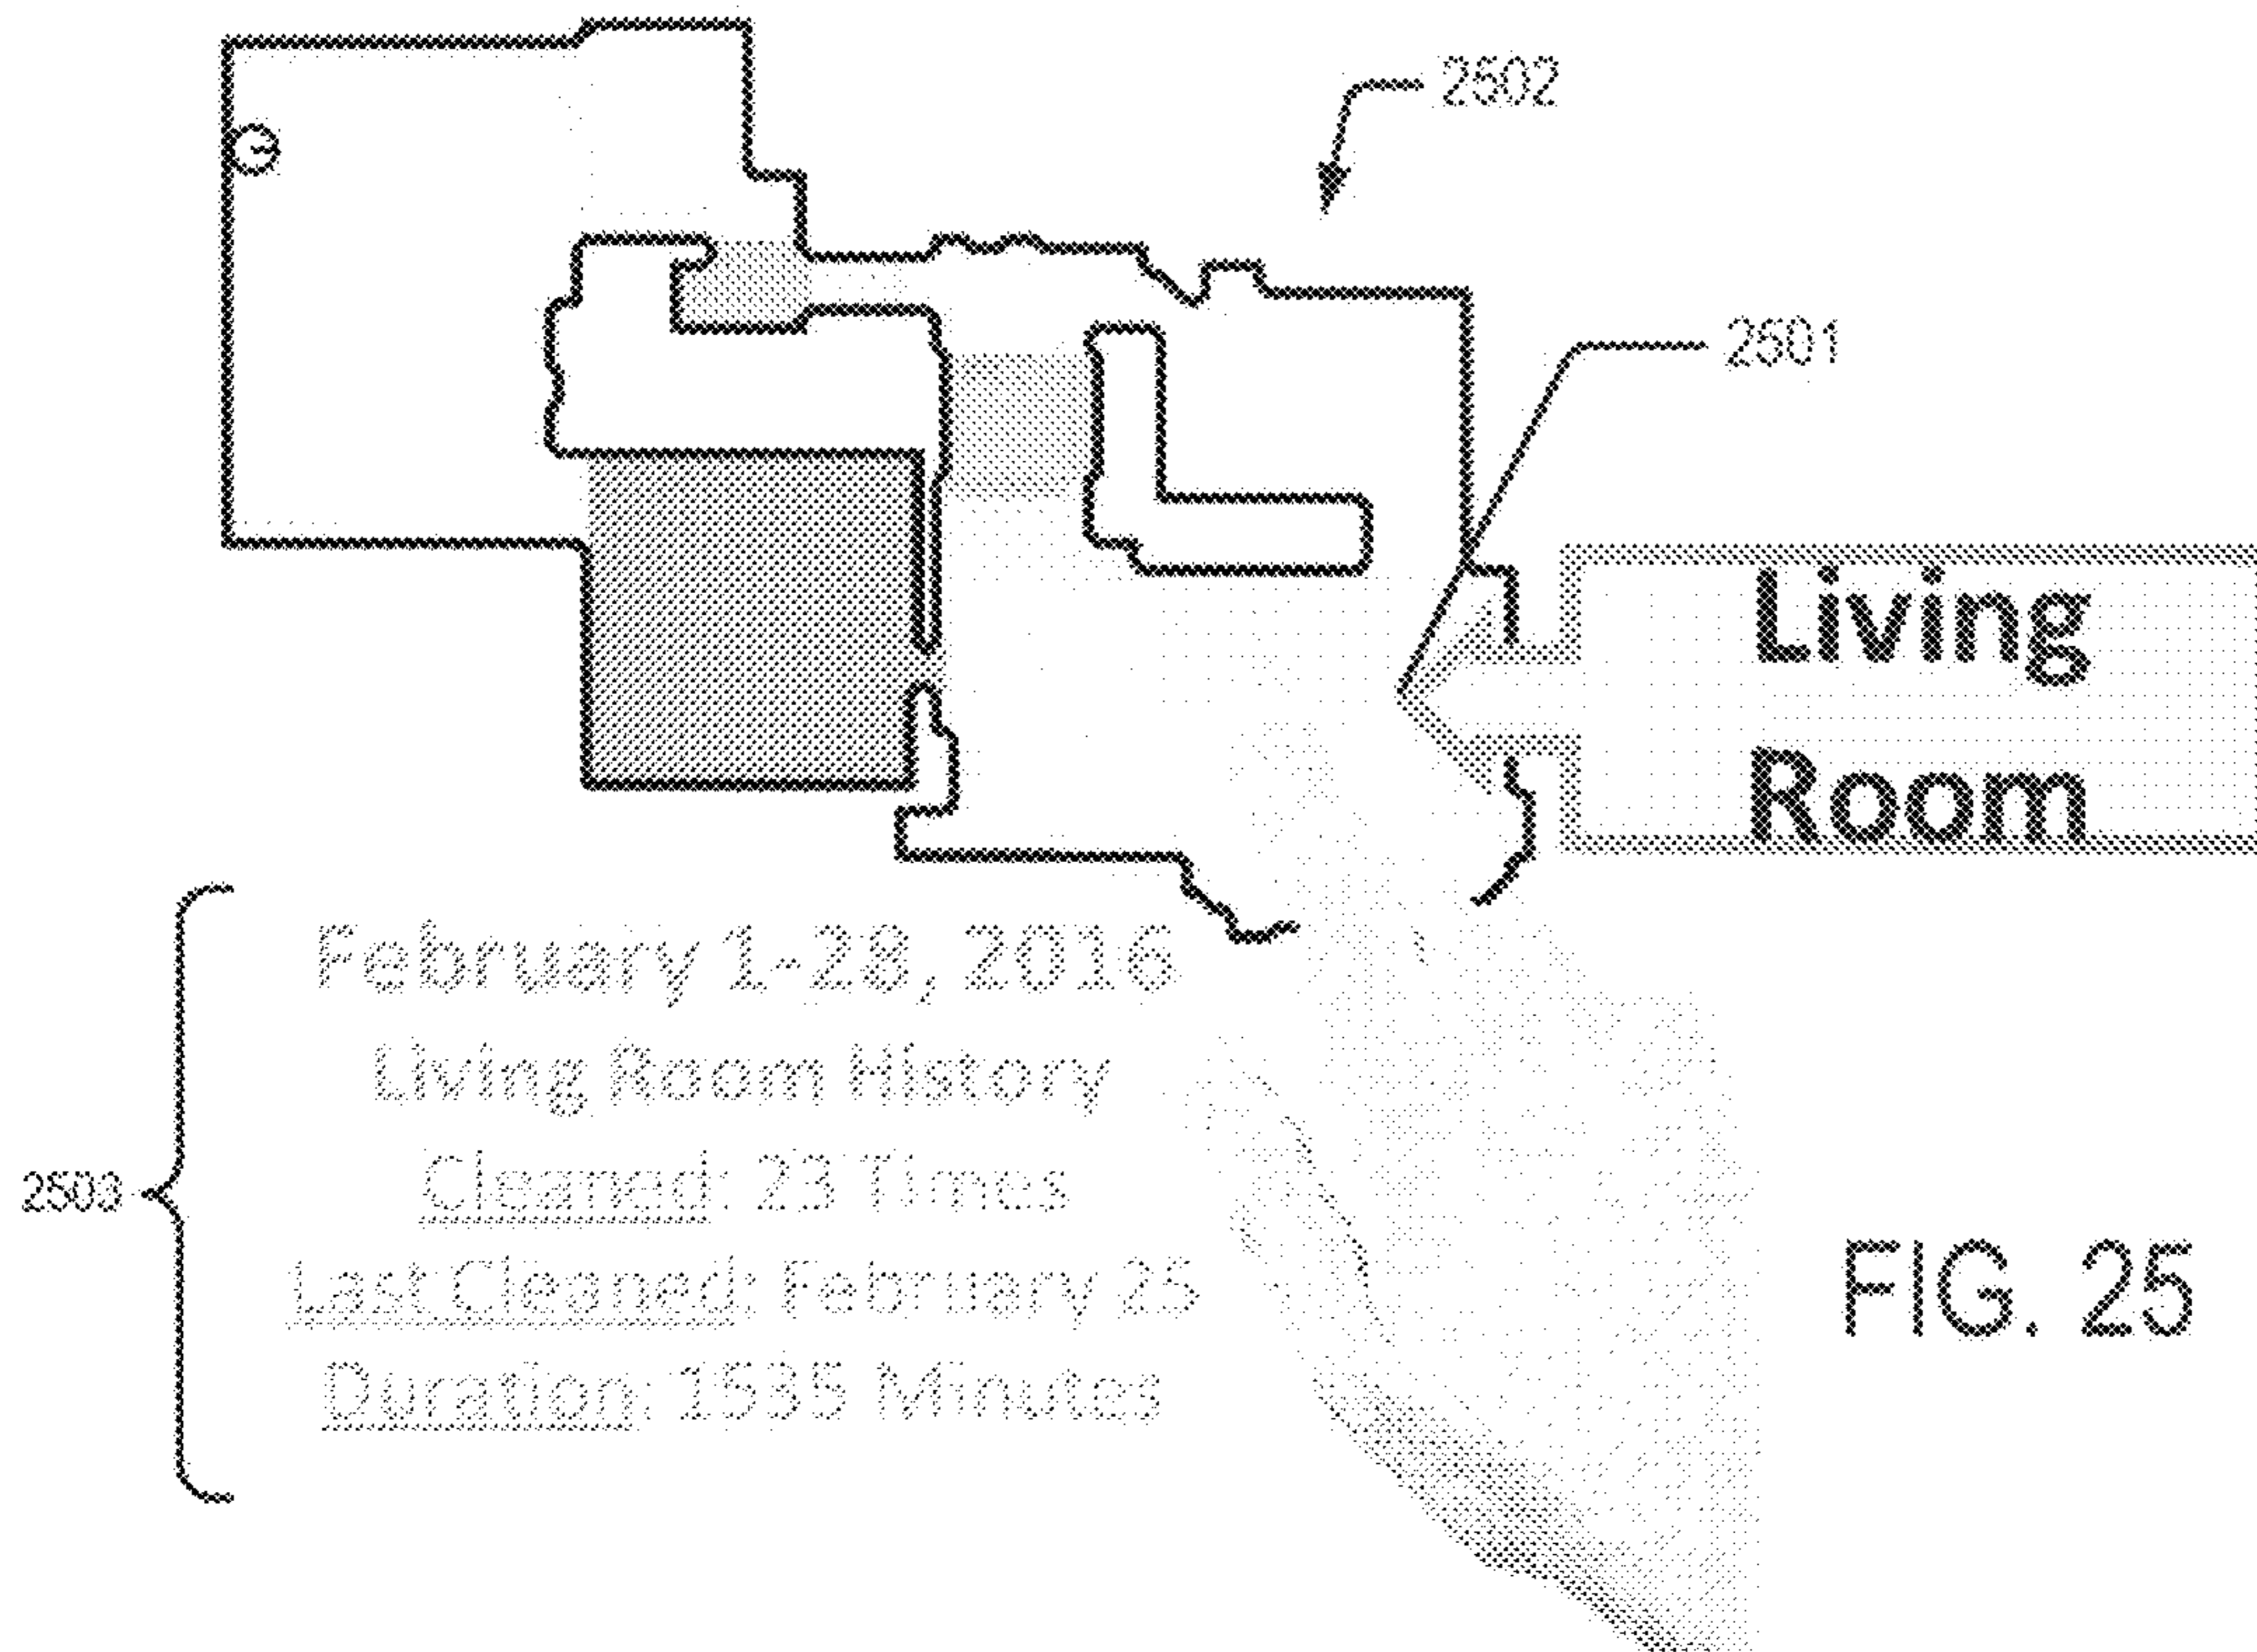 2502
2501
Living
Room
February 1-28, 2016
Living Room History
Cleaned: 23 Times
Last Cleaned: February 25
Duration: 1535 Minutes
2503
FIG. 25